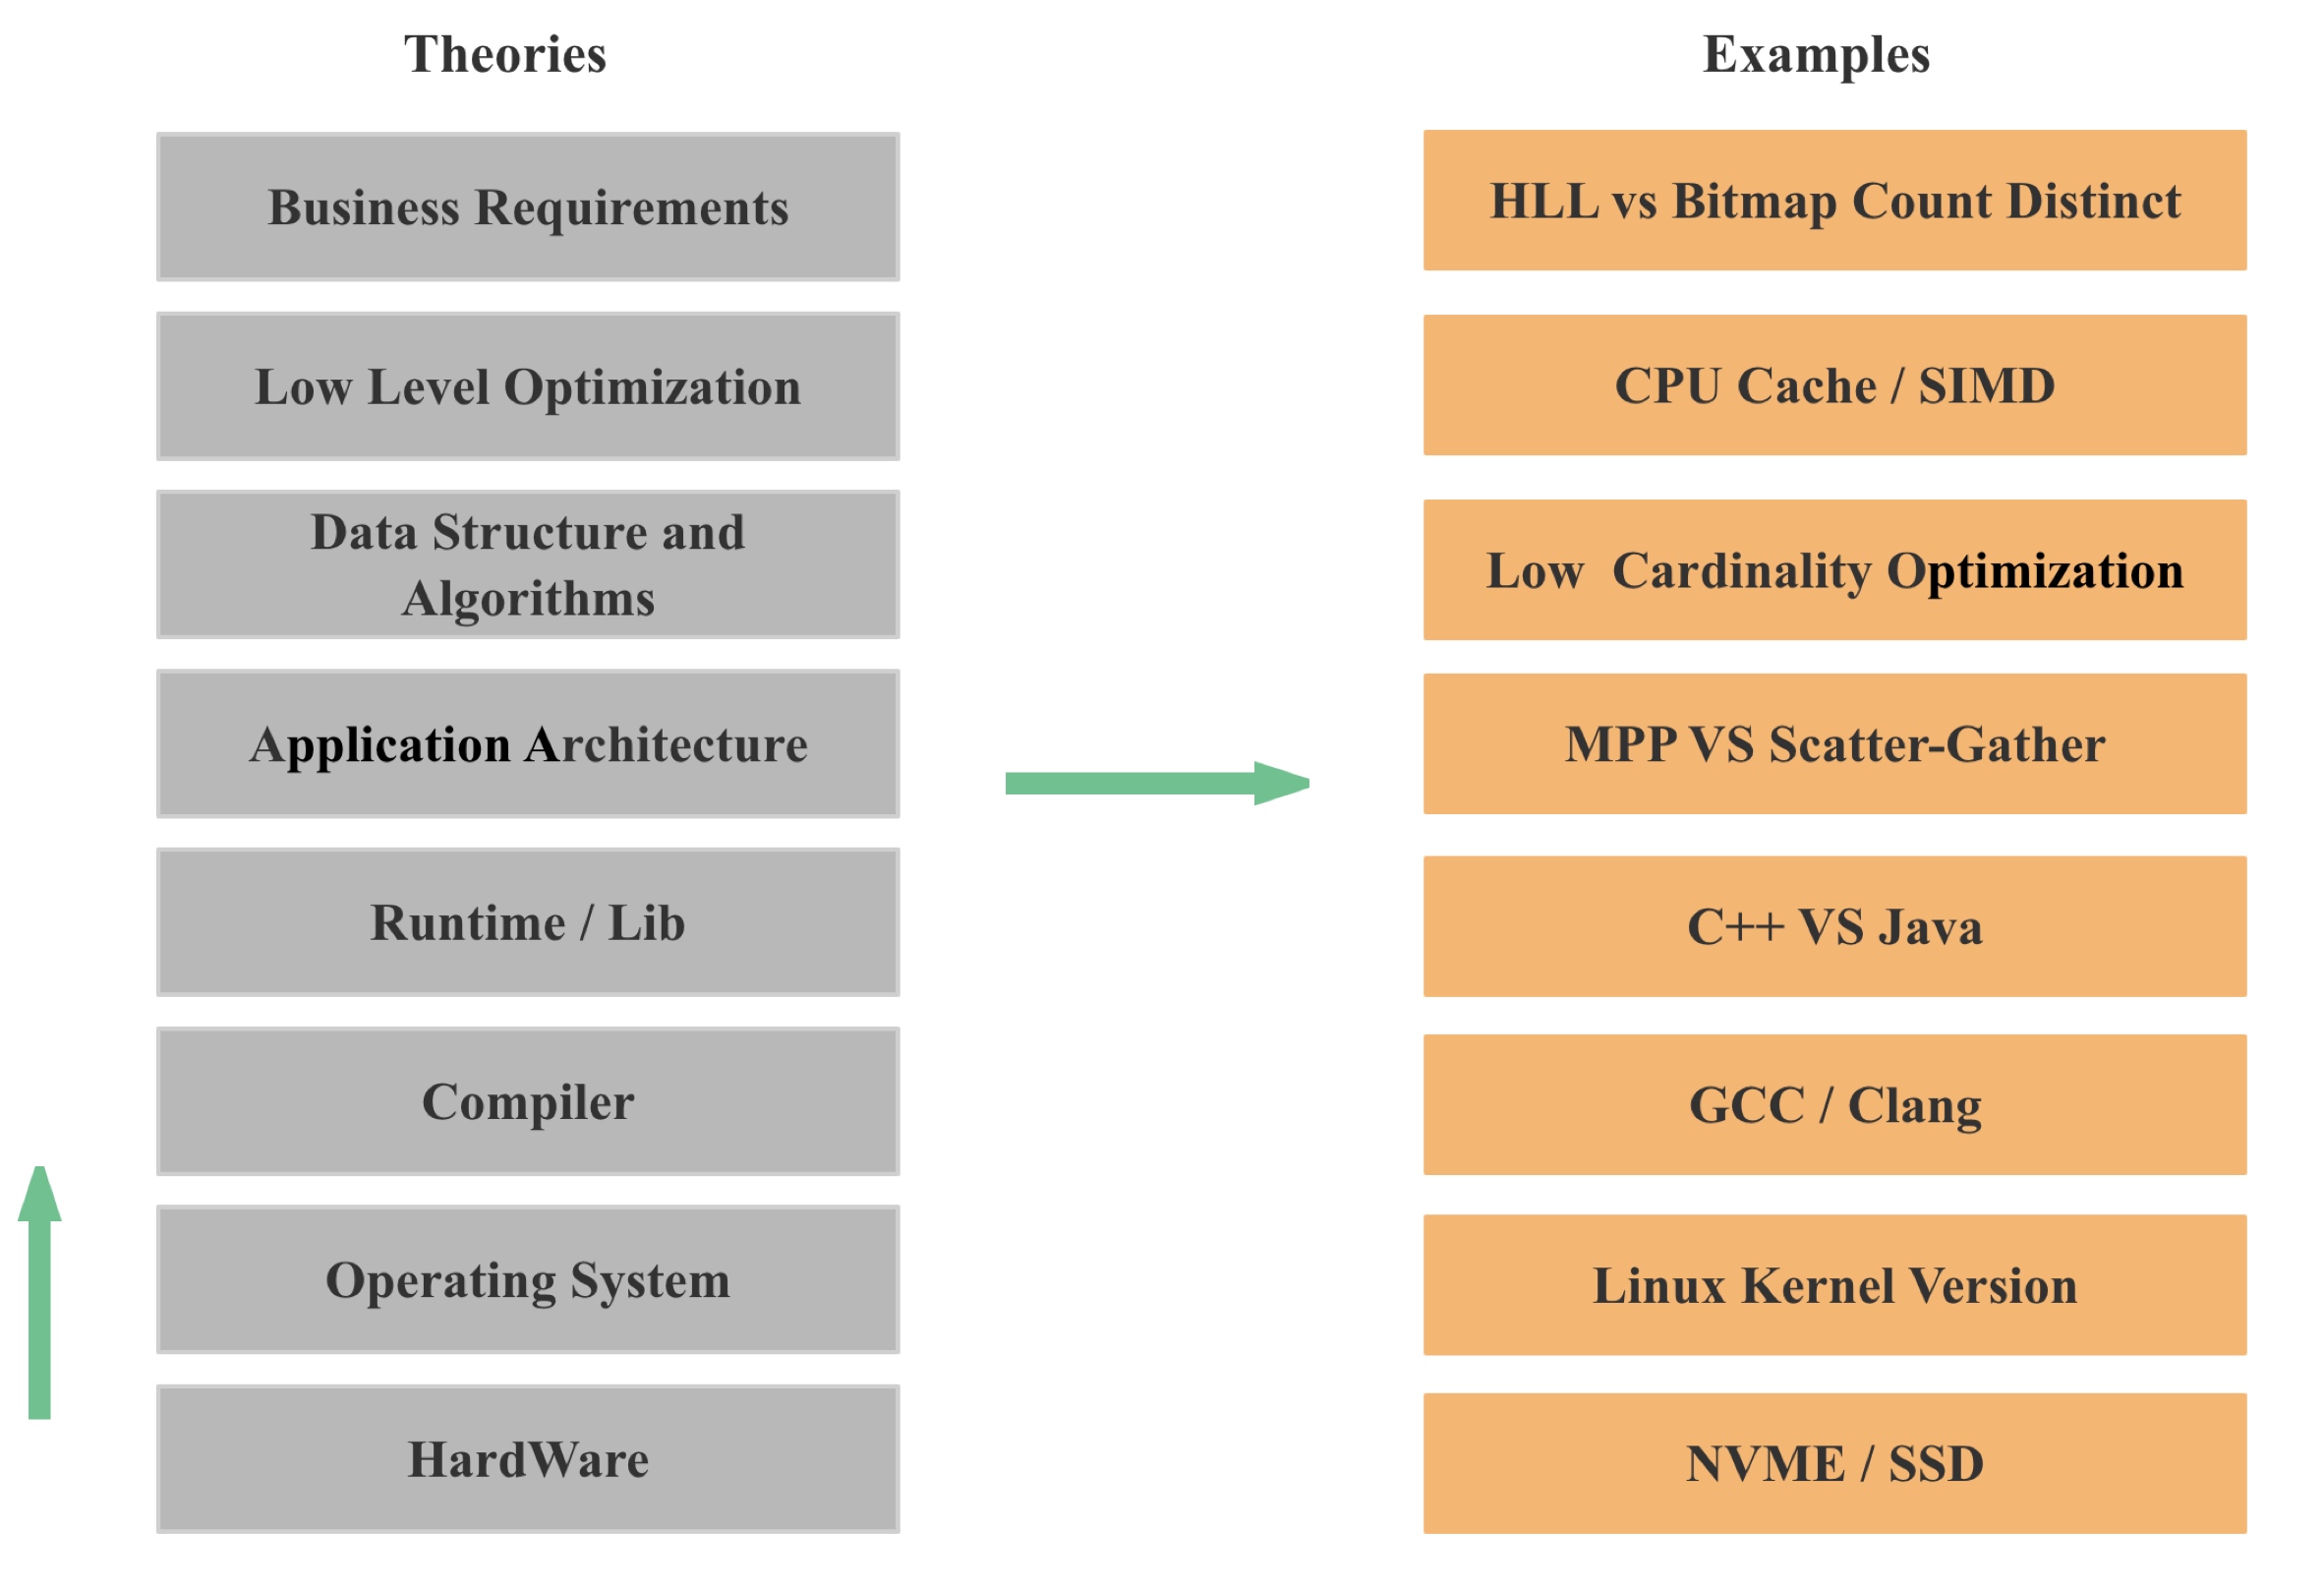 Theories
Business Requirements
Low Level Optimization
Data Structure and
Algorithms
Application Architecture
Runtime / Lib
Compiler
Operating System
HardWare
Examples
HLL vs Bitmap Count Distinct
CPU Cache / SIMD
Low Cardinality Optimization
MPP VS Scatter-Gather
C++ VS Java
GCC / Clang
Linux Kernel Version
NVME / SSD